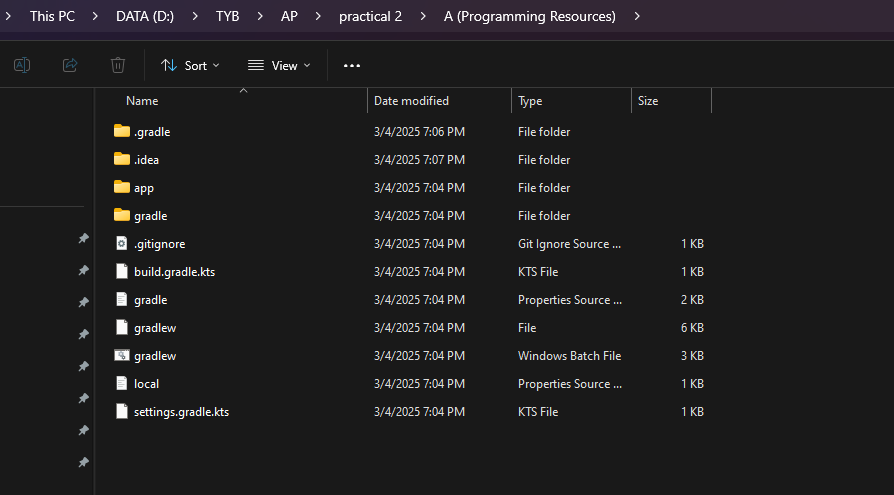 This PC > DATA (D:) > TYB > AP > practical 2 > A (Programming Resources) >
Sort View
Name Date modified Type Size
.gradle 3/4/2025 7:06 PM File folder
.idea 3/4/2025 7:07 PM File folder
app 3/4/2025 7:04 PM File folder
gradle 3/4/2025 7:04 PM File folder
.gitignore 3/4/2025 7:04 PM Git Ignore Source ... 1 KB
build.gradle.kts 3/4/2025 7:04 PM KTS File 1 KB
gradle 3/4/2025 7:04 PM Properties Source ... 2 KB
gradlew 3/4/2025 7:04 PM File 6 KB
gradlew 3/4/2025 7:04 PM Windows Batch File 3 KB
local 3/4/2025 7:04 PM Properties Source ... 1 KB
settings.gradle.kts 3/4/2025 7:04 PM KTS File 1 KB